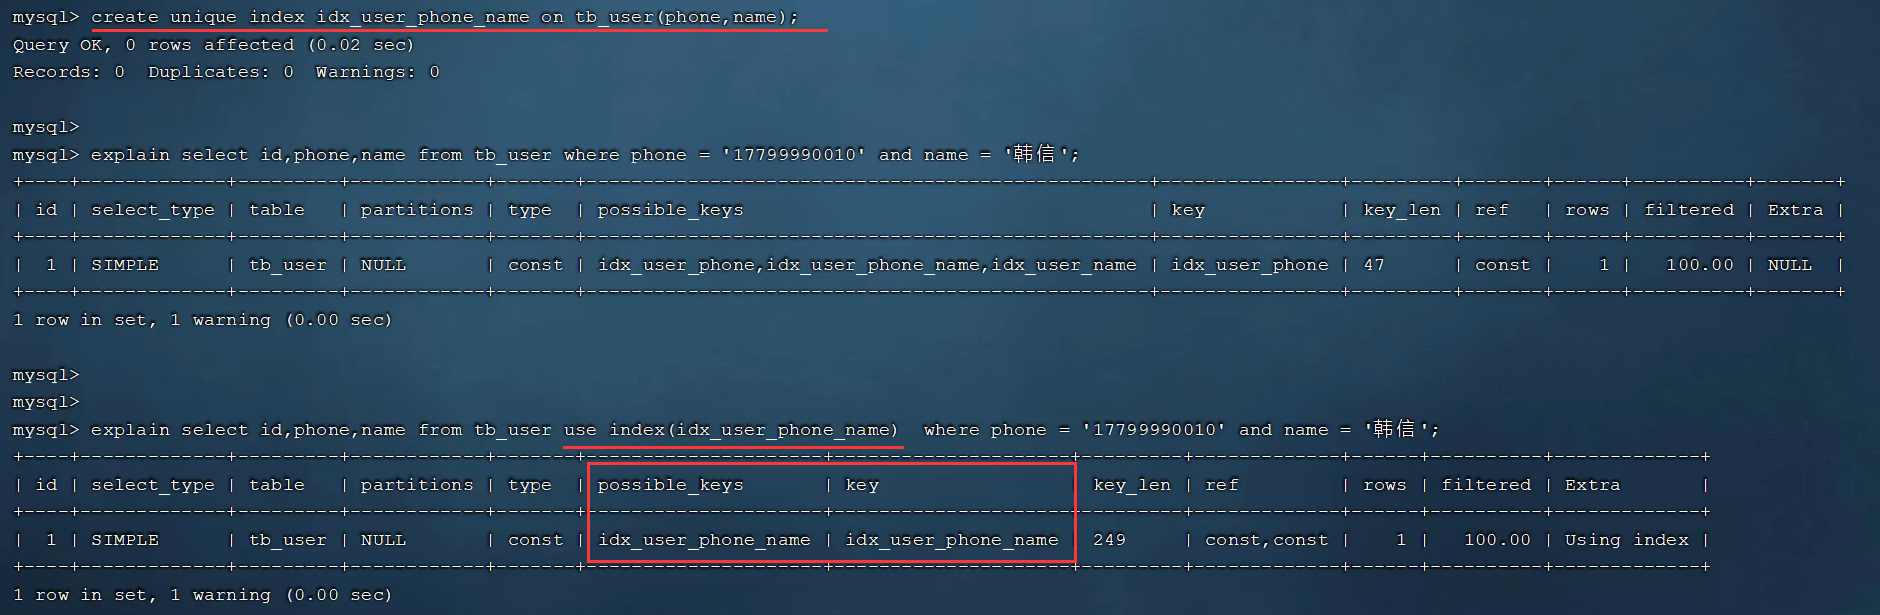 mysql> create unique index idx_user_phone_name on tb_user(phone,name);
Query OK, 0 rows affected (0.02 sec)
Records: 0  Duplicates: 0  Warnings: 0
mysql>
mysql> explain select id,phone,name from tb_user where phone = '17799990010' and name = '韩信';
+----+-------------+---------+------------+-------+--------------------------------------------------+----------------+---------+-------+------+----------+-------+
| id | select_type | table   | partitions | type  | possible_keys                                    | key            | key_len | ref   | rows | filtered | Extra |
+----+-------------+---------+------------+-------+--------------------------------------------------+----------------+---------+-------+------+----------+-------+
|  1 | SIMPLE      | tb_user | NULL       | const | idx_user_phone,idx_user_phone_name,idx_user_name | idx_user_phone | 47      | const |    1 |   100.00 | NULL  |
+----+-------------+---------+------------+-------+--------------------------------------------------+----------------+---------+-------+------+----------+-------+
1 row in set, 1 warning (0.00 sec)
mysql>
mysql>
mysql> explain select id,phone,name from tb_user use index(idx_user_phone_name)  where phone = '17799990010' and name = '韩信';
+----+-------------+---------+------------+-------+---------------------+---------------------+---------+-------------+------+----------+-------------+
| id | select_type | table   | partitions | type  | possible_keys       | key                 | key_len | ref         | rows | filtered | Extra       |
+----+-------------+---------+------------+-------+---------------------+---------------------+---------+-------------+------+----------+-------------+
|  1 | SIMPLE      | tb_user | NULL       | const | idx_user_phone_name | idx_user_phone_name | 249     | const,const |    1 |   100.00 | Using index |
+----+-------------+---------+------------+-------+---------------------+---------------------+---------+-------------+------+----------+-------------+
1 row in set, 1 warning (0.00 sec)